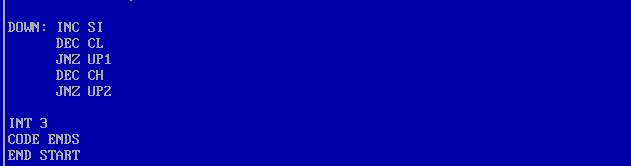 DOWN: INC SI
DEC CL
JNZ UP1
DEC CH
JNZ UP2
INT 3
CODE ENDS
END START